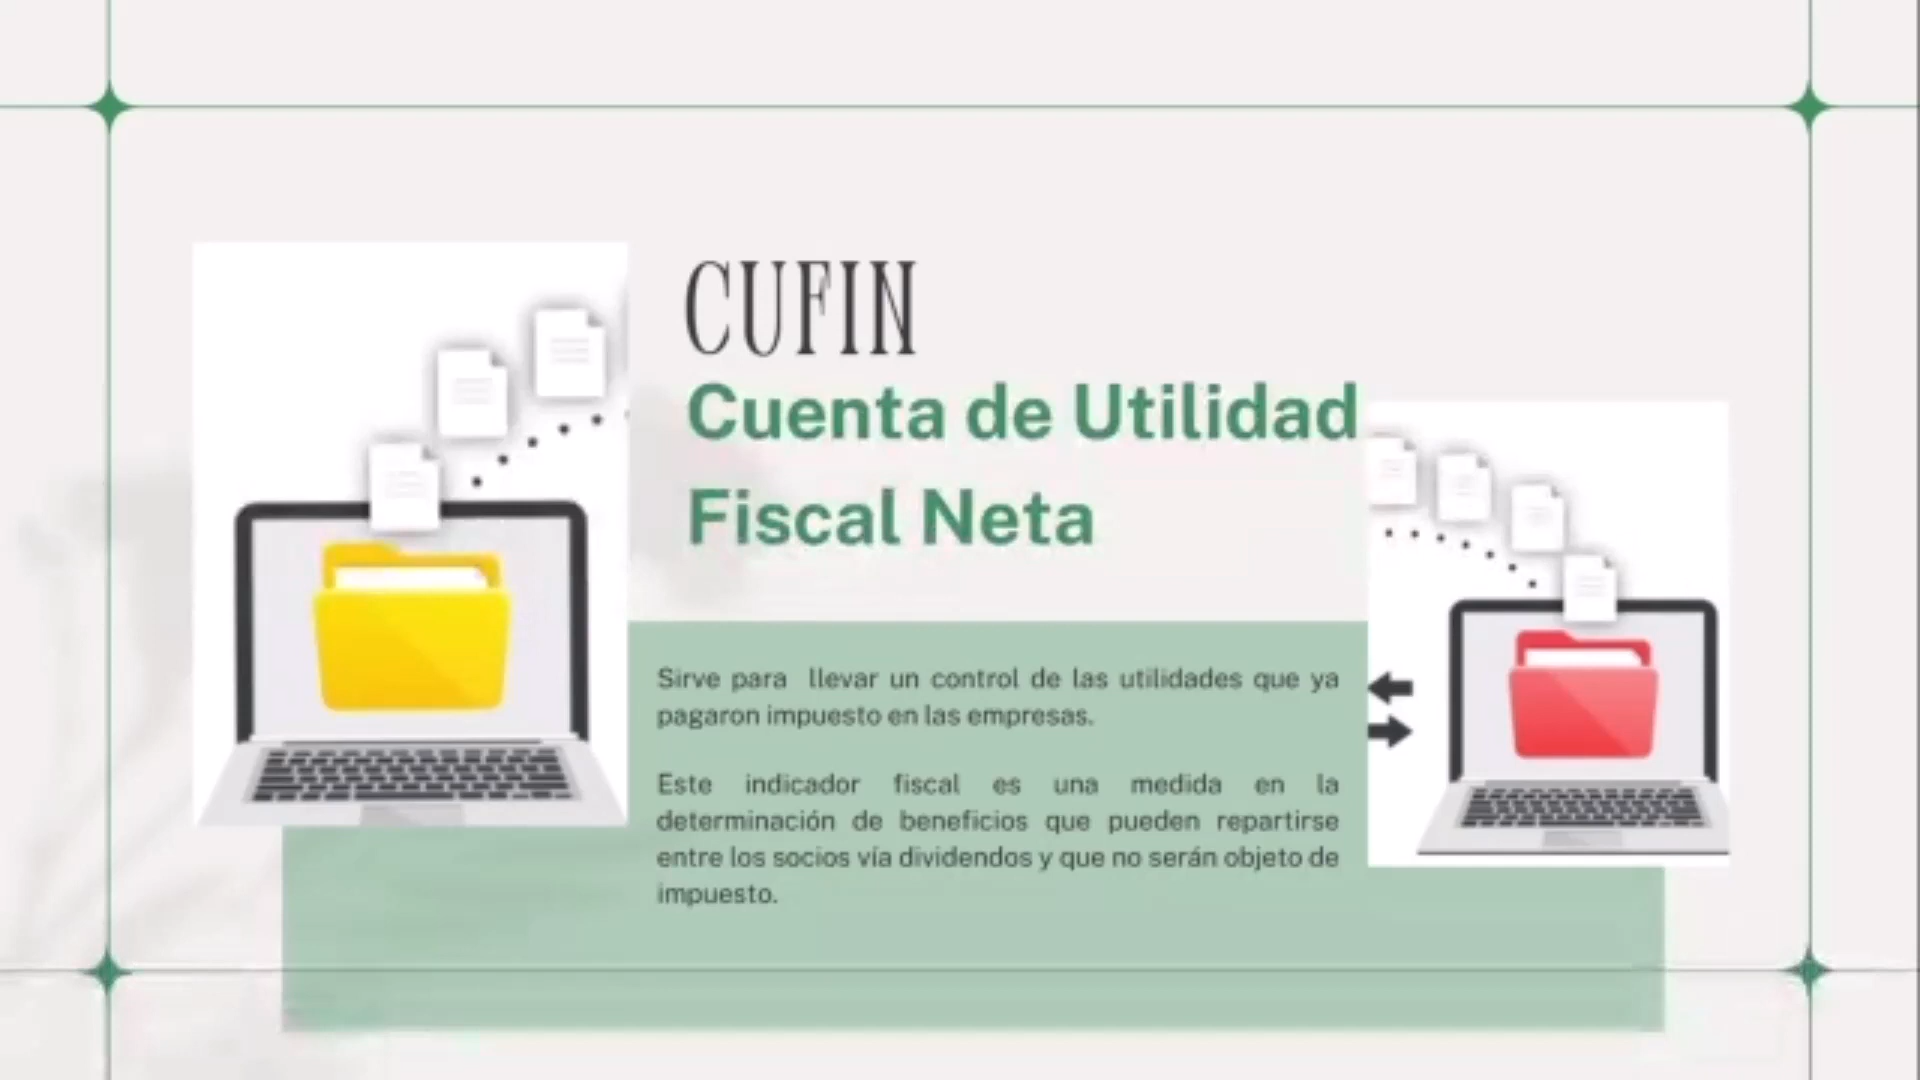 CUFIN
Cuenta de Utilidad
Fiscal Neta
Sirve para llevar un control de las utilidades que ya
pagaron impuesto en las empresas.
Este indicador fiscal es una medida en la
determinación de beneficios que pueden repartirse
entre los socios vía dividendos y que no serán objeto de
impuesto.